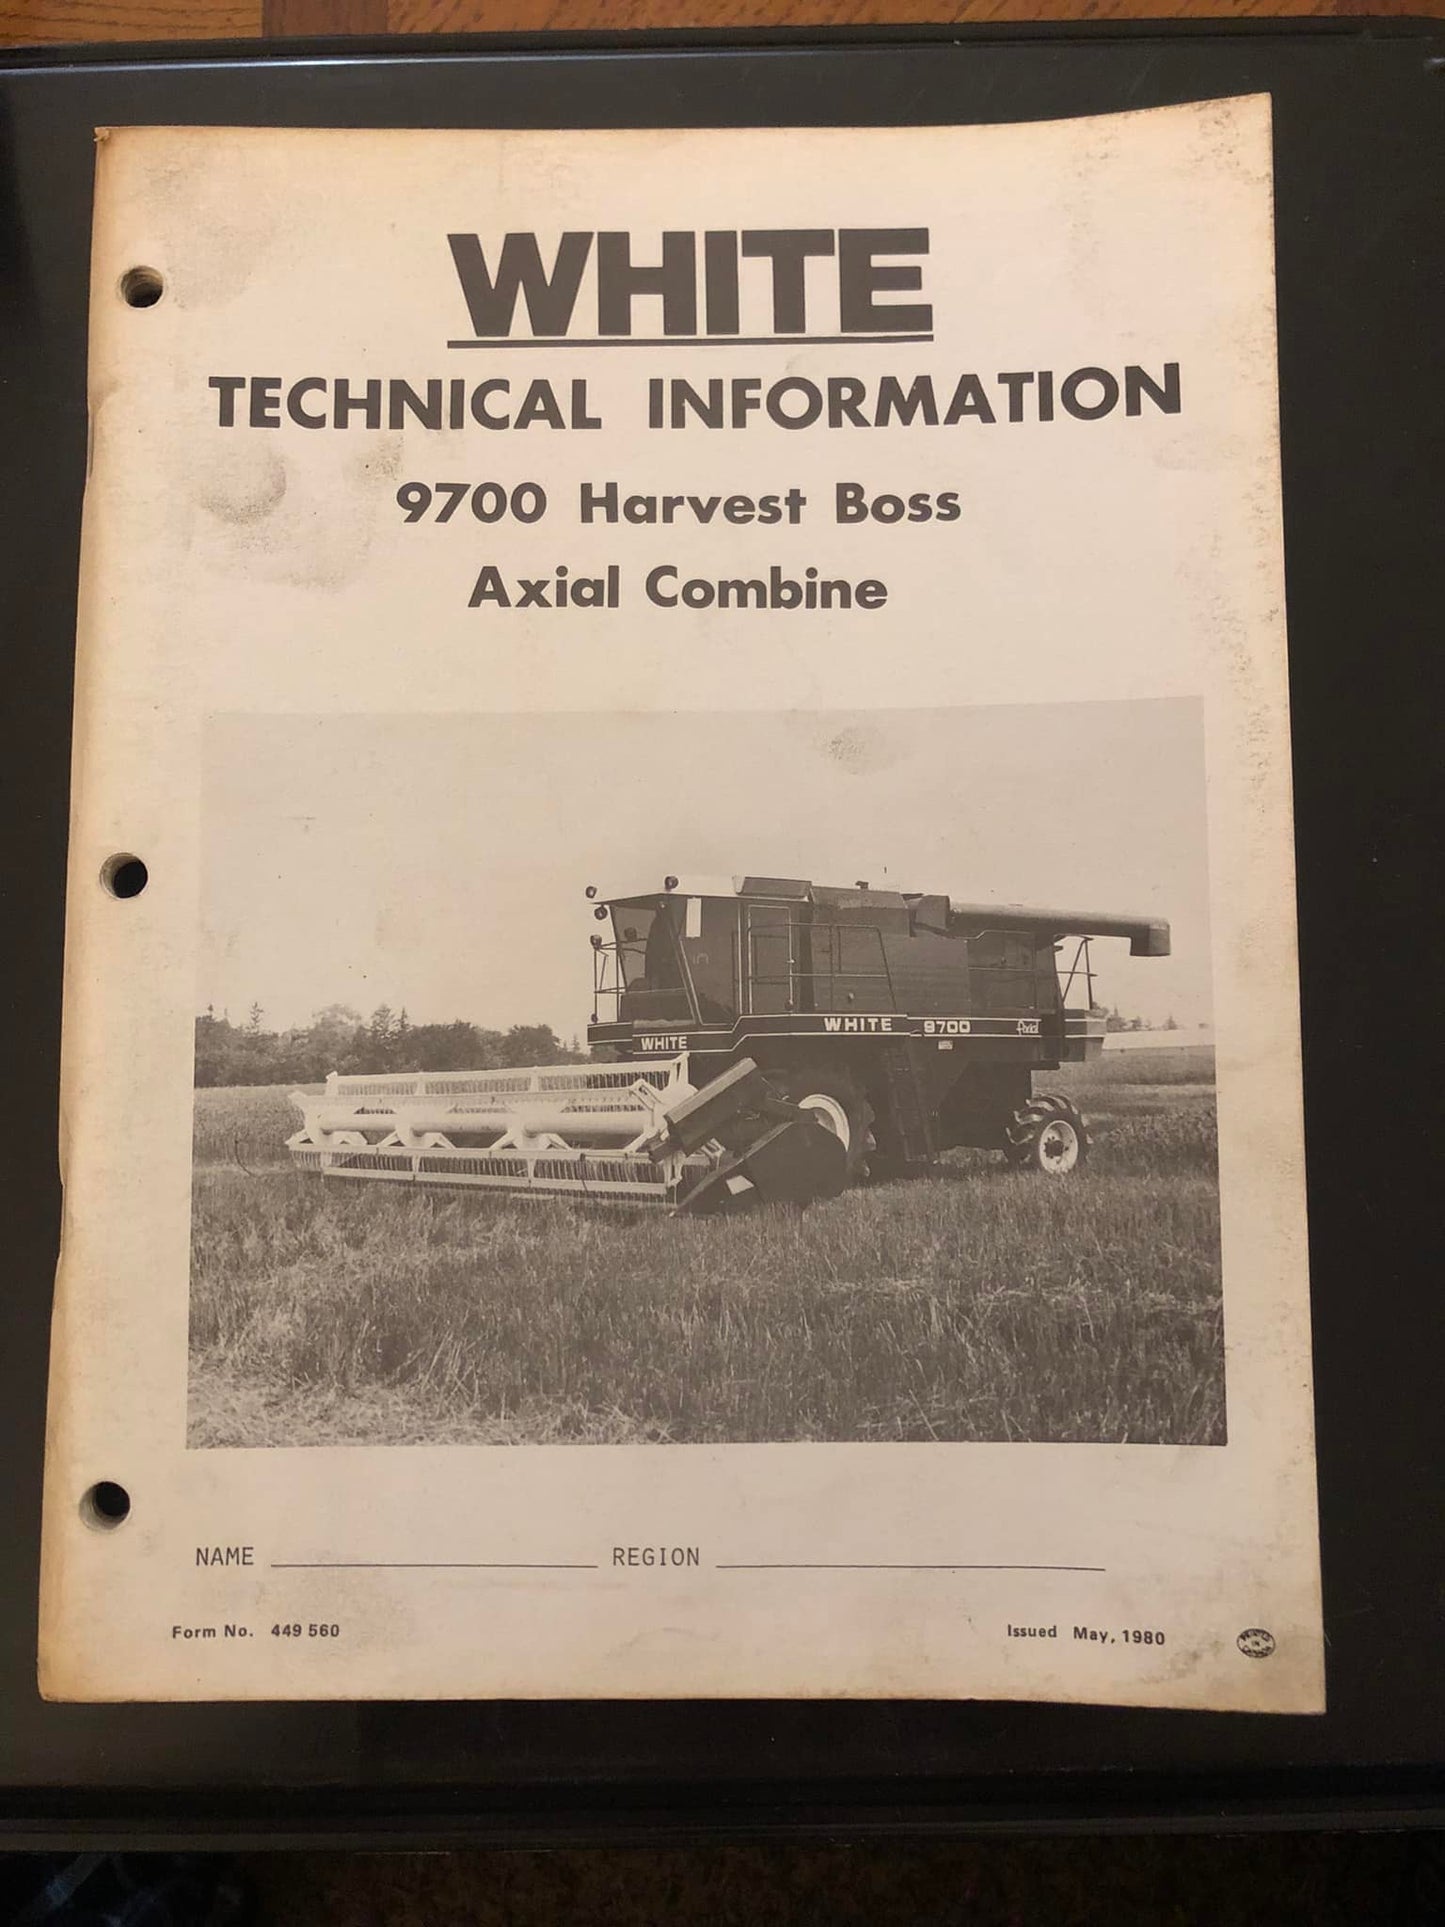 WHITE
TECHNICAL INFORMATION
9700 Harvest Boss
Axial Combine
WHITE
WHITE 9700 Axial
NAME REGION
Form No. 449 560
Issued May, 1980